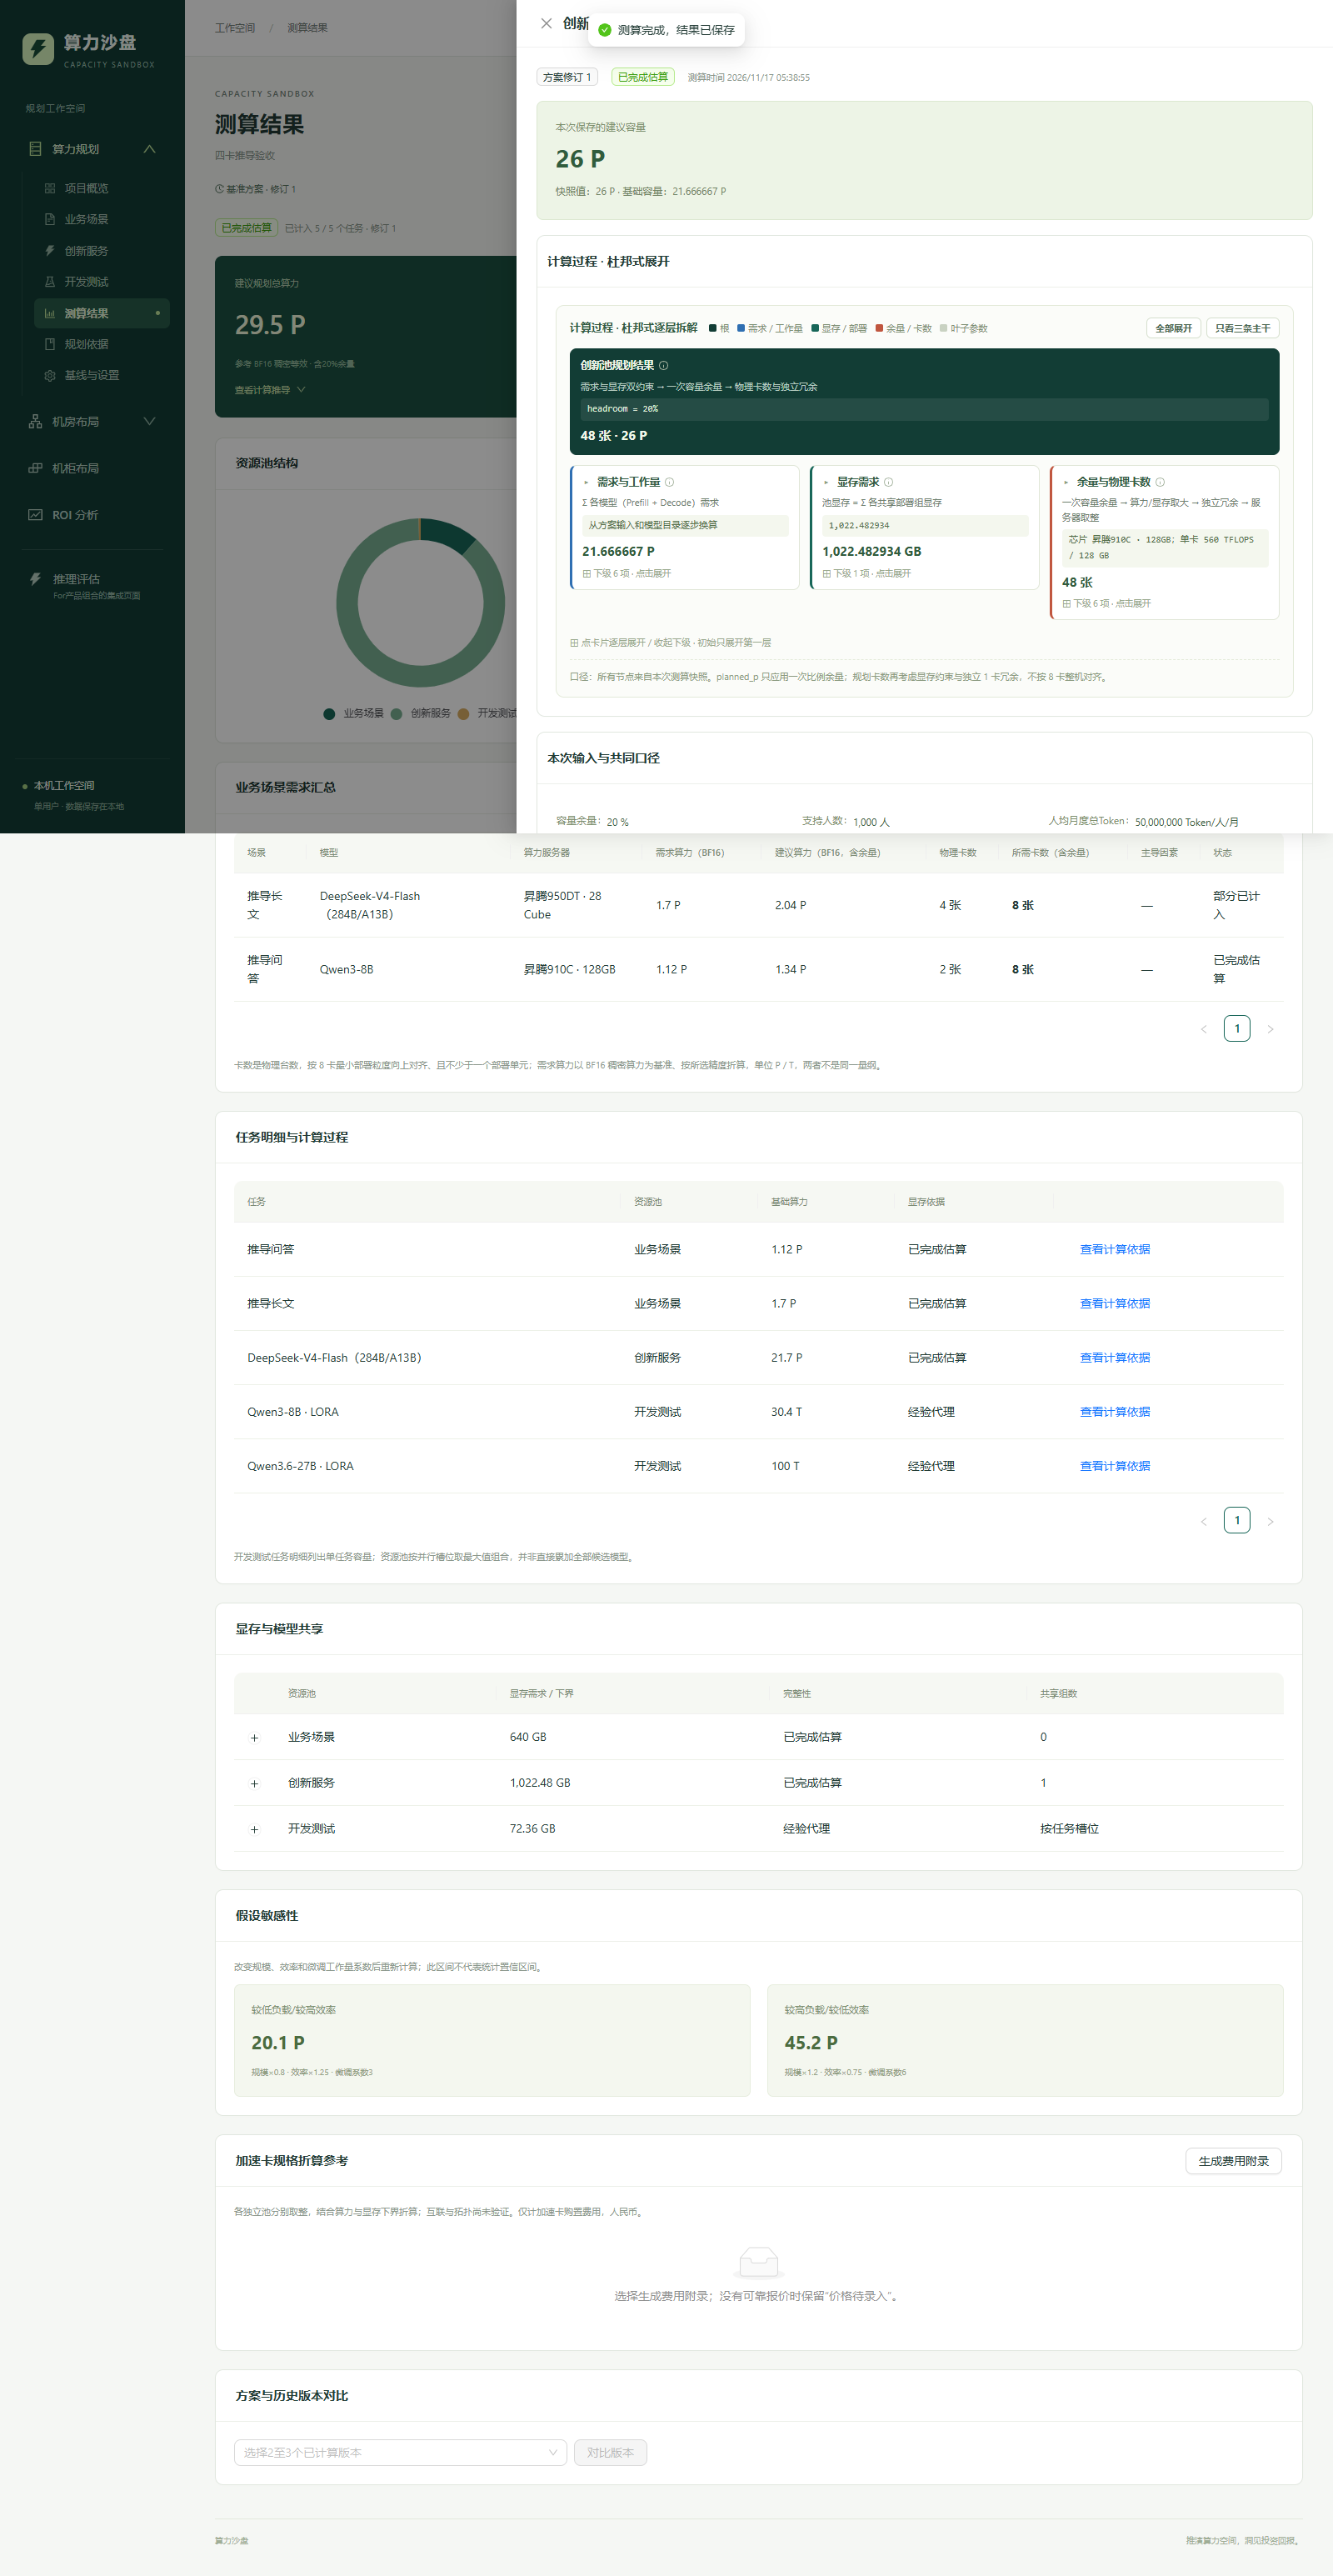 算力沙盘
CAPACITY SANDBOX
规划工作空间
算力规划
项目概览
业务场景
创新服务
开发测试
测算结果
规划依据
基线与设置
机房布局
机柜布局
ROI 分析
推理评估
For产品组合的集成页面
本机工作空间
单用户 · 数据保存在本地
工作空间 / 测算结果
CAPACITY SANDBOX
测算结果
四卡推导验收
基准方案 · 修订 1
已完成估算 已计入 5 / 5 个任务 · 修订 1
建议规划总算力
29.5 P
参考 BF16 稠密等效 · 含20%余量
查看计算推导
资源池结构
业务场景 创新服务 开发测试
业务场景需求汇总
创新
测算完成，结果已保存
方案修订 1 已完成估算 测算时间 2026/11/17 05:38:55
本次保存的建议容量
26 P
快照值：26 P · 基础容量：21.666667 P
计算过程 · 杜邦式展开
计算过程 · 杜邦式逐层拆解 根 需求 / 工作量 显存 / 部署 余量 / 卡数 叶子参数 全部展开 只看三条主干
创新池规划结果
需求与显存双约束 → 一次容量余量 → 物理卡数与独立冗余
headroom = 20%
48 张 · 26 P
需求与工作量
Σ 各模型（Prefill + Decode）需求
从方案输入和模型目录逐步换算
21.666667 P
下级 6 项 · 点击展开
显存需求
池显存 = Σ 各共享部署组显存
1,022.482934
1,022.482934 GB
下级 1 项 · 点击展开
余量与物理卡数
一次容量余量 → 算力/显存取大 → 独立冗余 → 服
务器取整
芯片 昇腾910C · 128GB；单卡 560 TFLOPS
/ 128 GB
48 张
下级 6 项 · 点击展开
点卡片逐层展开 / 收起下级 · 初始只展开第一层
口径：所有节点来自本次测算快照。planned_p 只应用一次比例余量；规划卡数再考虑显存约束与独立 1 卡冗余，不按 8 卡整机对齐。
本次输入与共同口径
容量余量：20 % 支持人数：1,000 人 人均月度总Token：50,000,000 Token/人/月
场景 模型 算力服务器 需求算力（BF16） 建议算力（BF16，含余量） 物理卡数 所需卡数（含余量） 主导因素 状态
推导长文 DeepSeek-V4-Flash（284B/A13B） 昇腾950DT · 28 Cube 1.7 P 2.04 P 4 张 8 张 — 部分已计入
推导问答 Qwen3-8B 昇腾910C · 128GB 1.12 P 1.34 P 2 张 8 张 — 已完成估算
1
卡数是物理台数，按 8 卡最小部署粒度向上对齐、且不少于一个部署单元；需求算力以 BF16 稠密算力为基准、按所选精度折算，单位 P / T，两者不是同一量纲。
任务明细与计算过程
任务 资源池 基础算力 显存依据
推导问答 业务场景 1.12 P 已完成估算 查看计算依据
推导长文 业务场景 1.7 P 已完成估算 查看计算依据
DeepSeek-V4-Flash（284B/A13B） 创新服务 21.7 P 已完成估算 查看计算依据
Qwen3-8B · LORA 开发测试 30.4 T 经验代理 查看计算依据
Qwen3.6-27B · LORA 开发测试 100 T 经验代理 查看计算依据
1
开发测试任务明细列出单任务容量；资源池按并行槽位取最大值组合，并非直接累加全部候选模型。
显存与模型共享
资源池 显存需求 / 下界 完整性 共享组数
业务场景 640 GB 已完成估算 0
创新服务 1,022.48 GB 已完成估算 1
开发测试 72.36 GB 经验代理 按任务槽位
假设敏感性
改变规模、效率和微调工作量系数后重新计算；此区间不代表统计置信区间。
较低负载/较高效率
20.1 P
规模×0.8 · 效率×1.25 · 微调系数3
较高负载/较低效率
45.2 P
规模×1.2 · 效率×0.75 · 微调系数6
加速卡规格折算参考 生成费用附录
各独立池分别取整，结合算力与显存下界折算；互联与拓扑尚未验证。仅计加速卡购置费用，人民币。
选择生成费用附录；没有可靠报价时保留“价格待录入”。
方案与历史版本对比
选择2至3个已计算版本 对比版本
算力沙盘 推演算力空间，洞见投资回报。